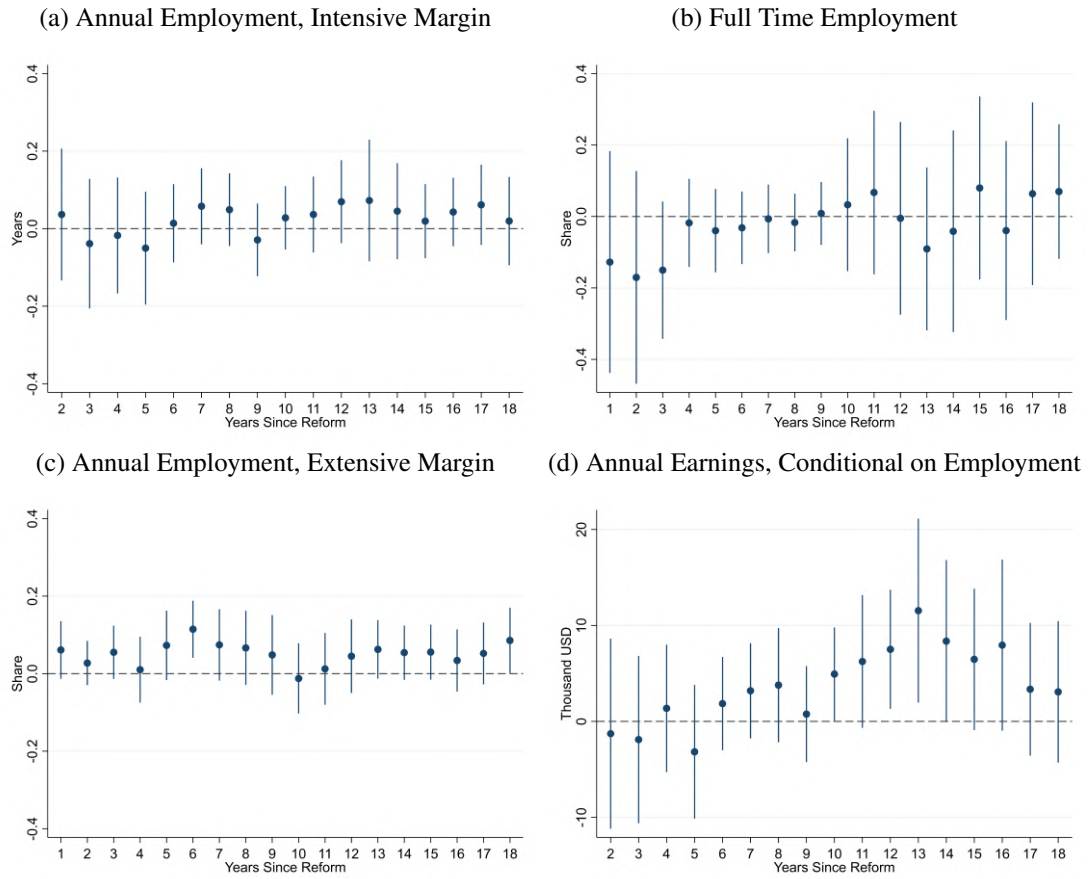 (a) Annual Employment, Intensive Margin
Years
0.4
0.2
0.0
-0.2
-0.4
2 3 4 5 6 7 8 9 10 11 12 13 14 15 16 17 18
Years Since Reform
(b) Full Time Employment
Share
0.4
0.2
0.0
-0.2
-0.4
1 2 3 4 5 6 7 8 9 10 11 12 13 14 15 16 17 18
Years Since Reform
(c) Annual Employment, Extensive Margin
Share
0.4
0.2
0.0
-0.2
-0.4
1 2 3 4 5 6 7 8 9 10 11 12 13 14 15 16 17 18
Years Since Reform
(d) Annual Earnings, Conditional on Employment
Thousand USD
20
10
0
-10
2 3 4 5 6 7 8 9 10 11 12 13 14 15 16 17 18
Years Since Reform